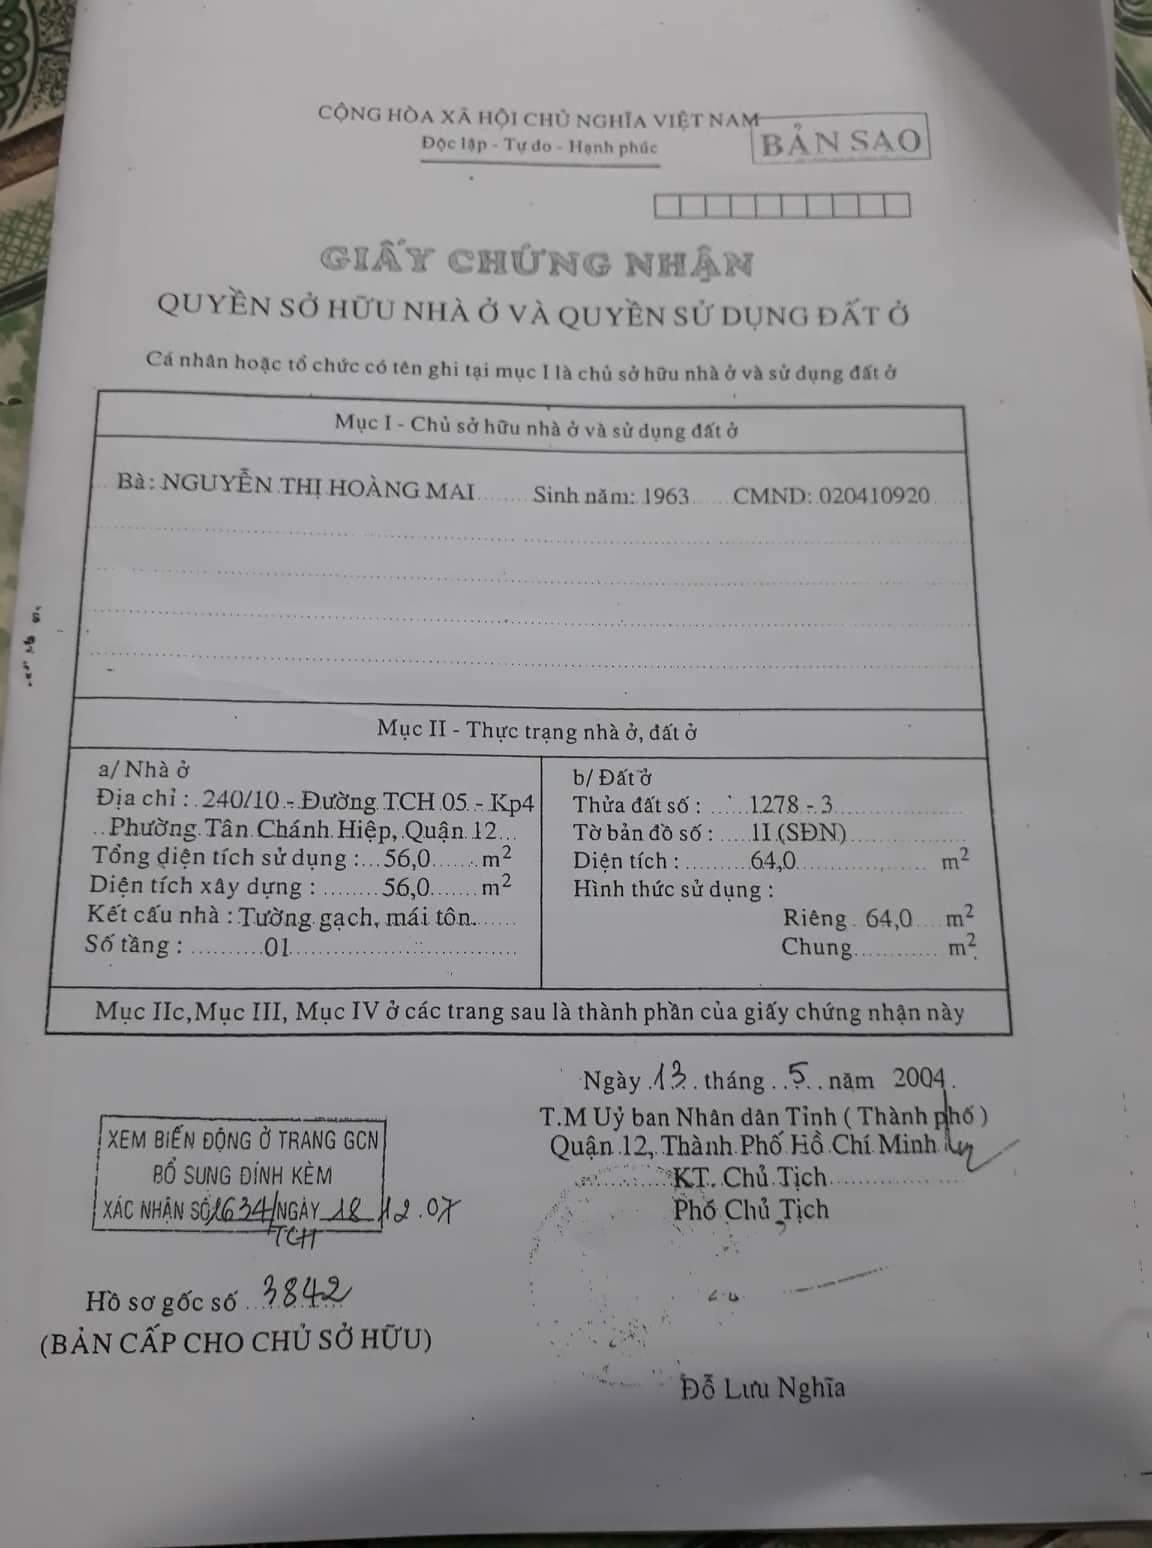 CỘNG HÒA XÃ HỘI CHỦ NGHĨA VIỆT NAM
Độc lập - Tự do - Hạnh phúc
BẢN SAO
GIẤY CHỨNG NHẬN
QUYỀN SỞ HỮU NHÀ Ở VÀ QUYỀN SỬ DỤNG ĐẤT Ở
Cá nhân hoặc tổ chức có tên ghi tại mục I là chủ sở hữu nhà ở và sử dụng đất ở
Mục I - Chủ sở hữu nhà ở và sử dụng đất ở
Bà: NGUYỄN THỊ HOÀNG MAI Sinh năm: 1963 CMND: 020410920
Mục II - Thực trạng nhà ở, đất ở
a/ Nhà ở
Địa chỉ : 240/10 - Đường TCH 05 - Kp4
Phường Tân Chánh Hiệp, Quận 12
Tổng diện tích sử dụng : 56,0 m²
Diện tích xây dựng : 56,0 m²
Kết cấu nhà : Tường gạch, mái tôn.
Số tầng : 01
b/ Đất ở
Thửa đất số : 1278 - 3
Tờ bản đồ số : 1I (SĐN)
Diện tích : 64,0 m²
Hình thức sử dụng :
Riêng 64,0 m²
Chung m²
Mục IIc, Mục III, Mục IV ở các trang sau là thành phần của giấy chứng nhận này
Ngày 13 tháng 5 năm 2004.
T.M Uỷ ban Nhân dân Tỉnh ( Thành phố )
Quận 12, Thành Phố Hồ Chí Minh
KT. Chủ Tịch
Phó Chủ Tịch
XEM BIẾN ĐỘNG Ở TRANG GCN
BỔ SUNG ĐÍNH KÈM
XÁC NHẬN SỐ 1634/ NGÀY 18/12.07
TCH
Hồ sơ gốc số 3842
(BẢN CẤP CHO CHỦ SỞ HỮU)
Đỗ Lưu Nghĩa